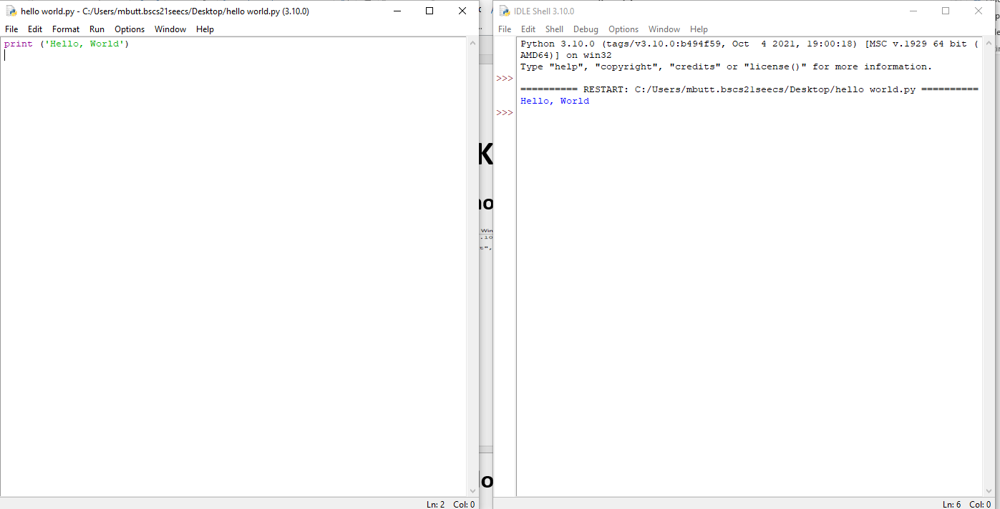 hello world.py - C:/Users/mbutt.bscs21seecs/Desktop/hello world.py (3.10.0)
File Edit Format Run Options Window Help
print ('Hello, World')
Ln: 2 Col: 0
K
no
Win
.10
t",
lo
IDLE Shell 3.10.0
File Edit Shell Debug Options Window Help
Python 3.10.0 (tags/v3.10.0:b494f59, Oct  4 2021, 19:00:18) [MSC v.1929 64 bit (
AMD64)] on win32
Type "help", "copyright", "credits" or "license()" for more information.
>>>
========== RESTART: C:/Users/mbutt.bscs21seecs/Desktop/hello world.py ==========
Hello, World
>>>
Ln: 6 Col: 0